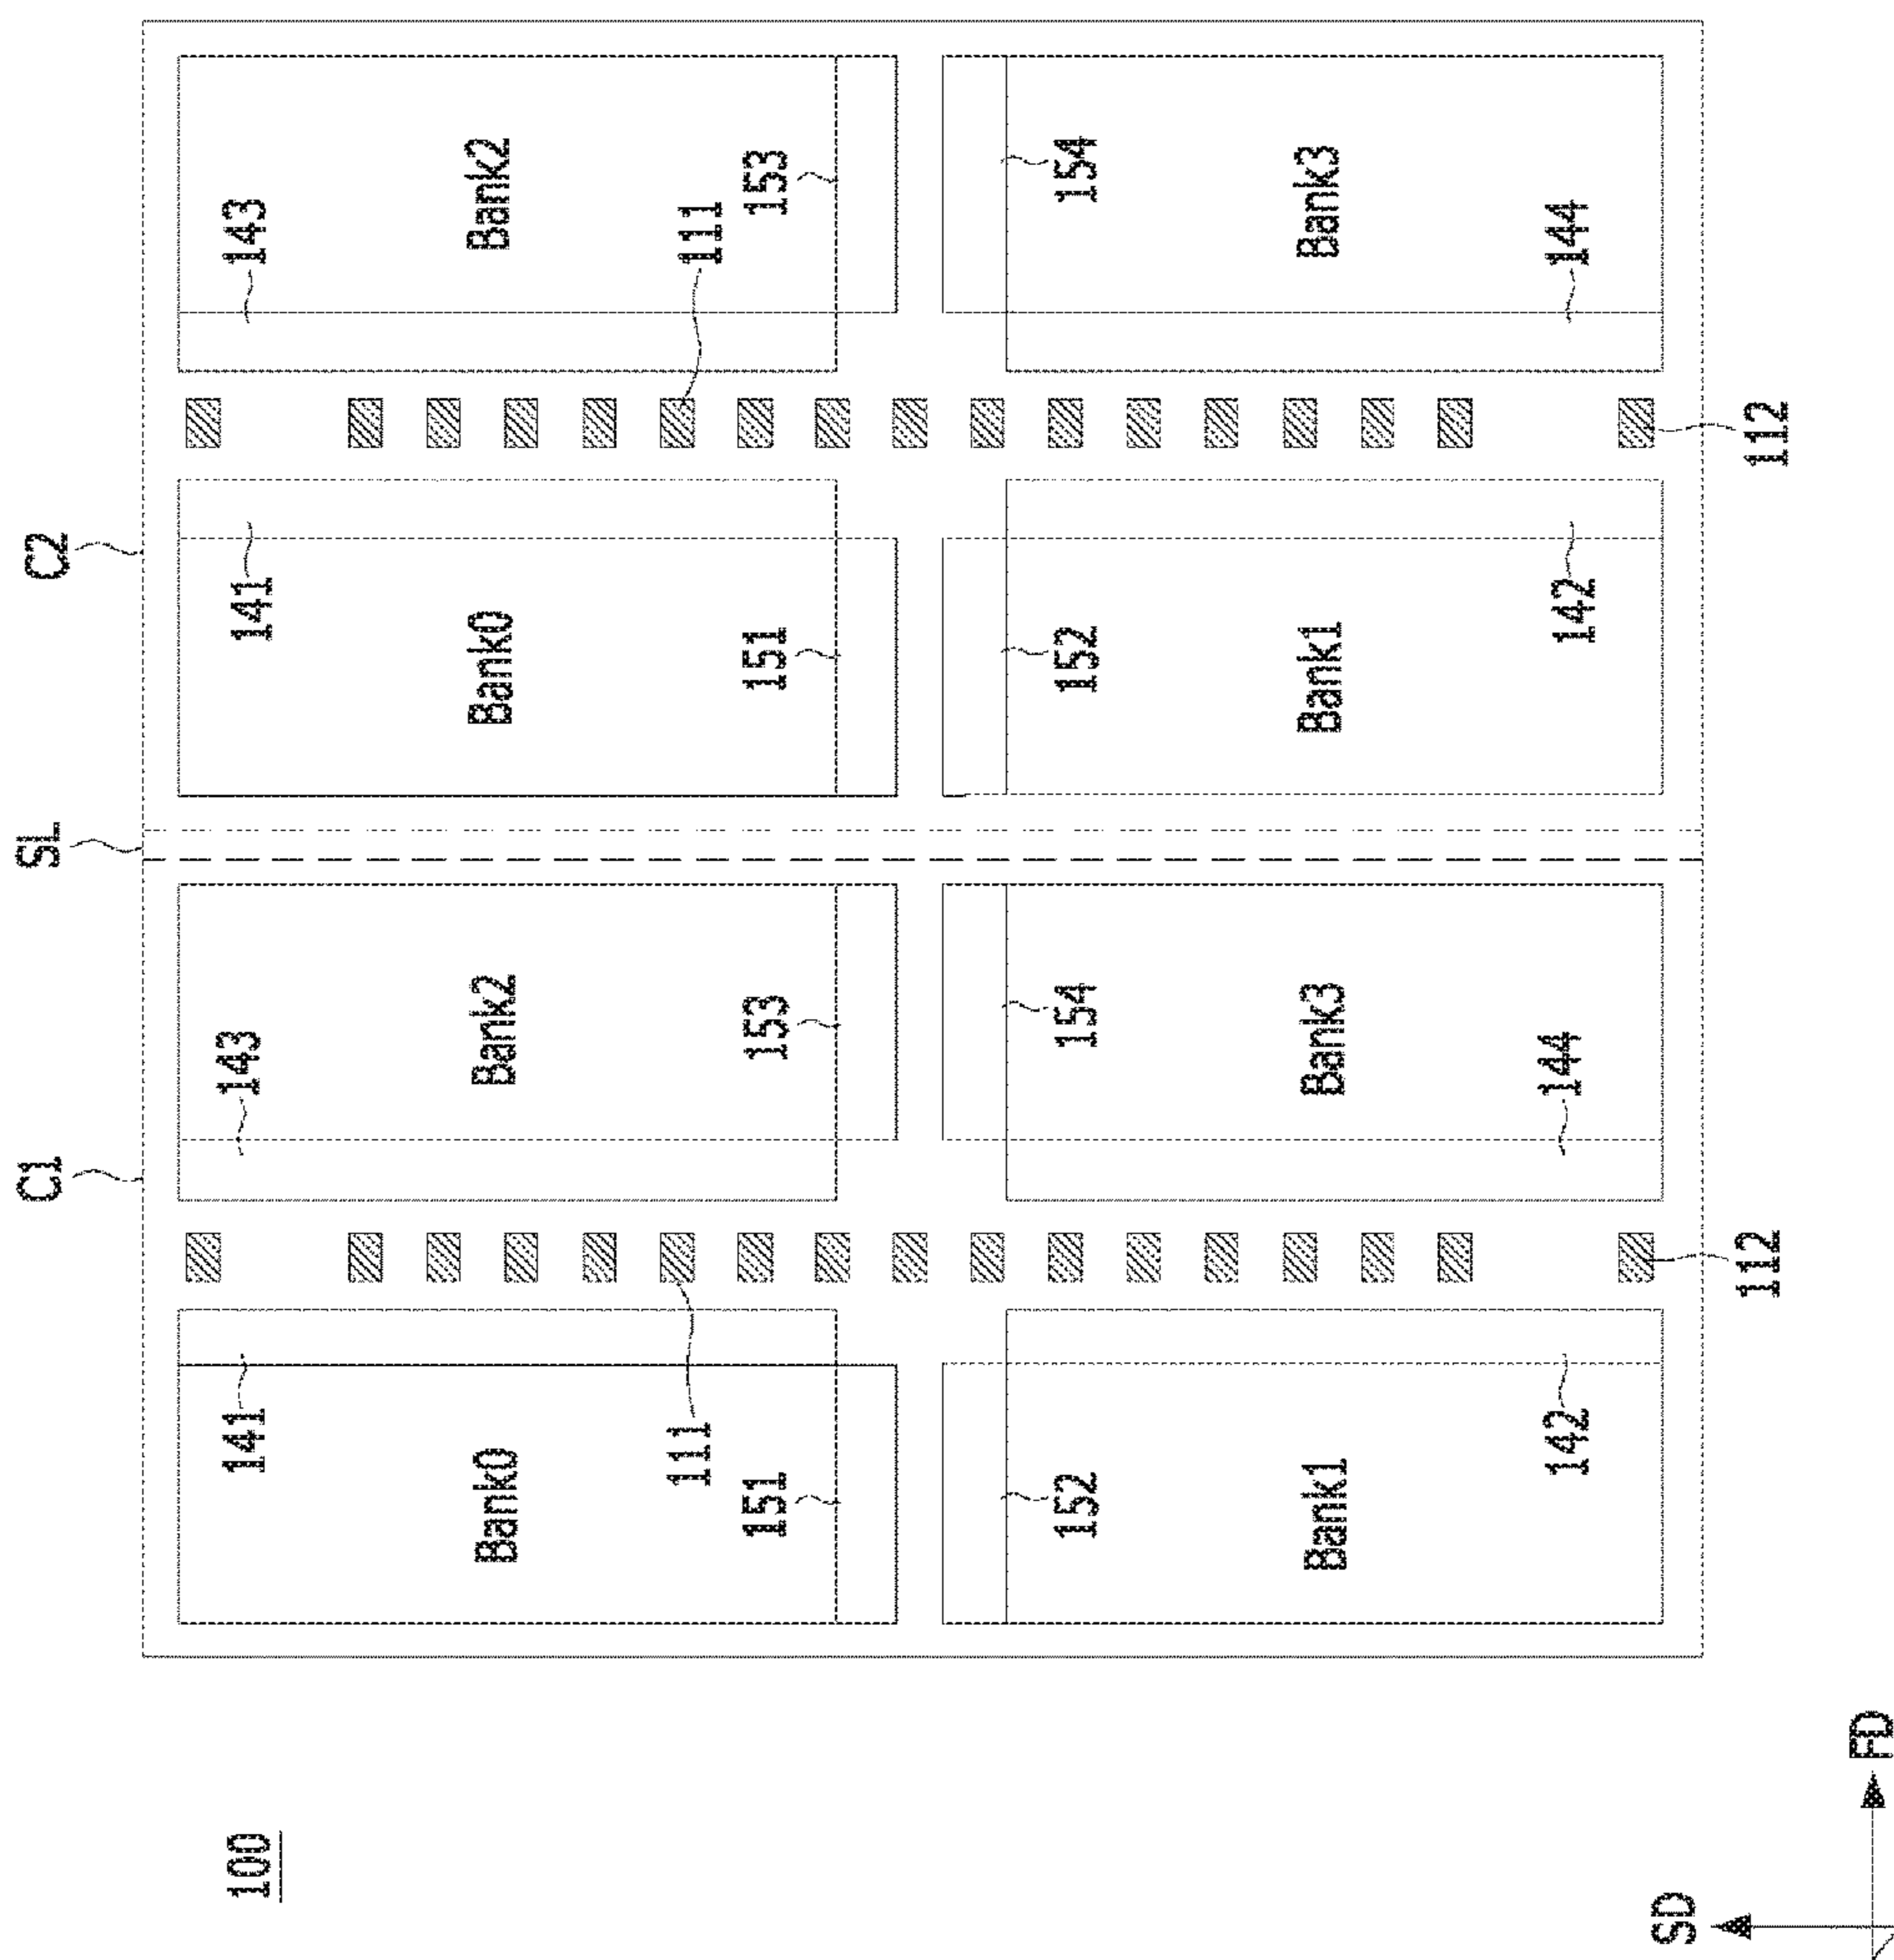 C1 SL C2
100 141 143 141 143
Bank0 Bank2 Bank0 Bank2
111 111
151 153 151 153
152 154 152 154
Bank1 Bank3 Bank1 Bank3
142 144 142 144
SD
112 112
FD